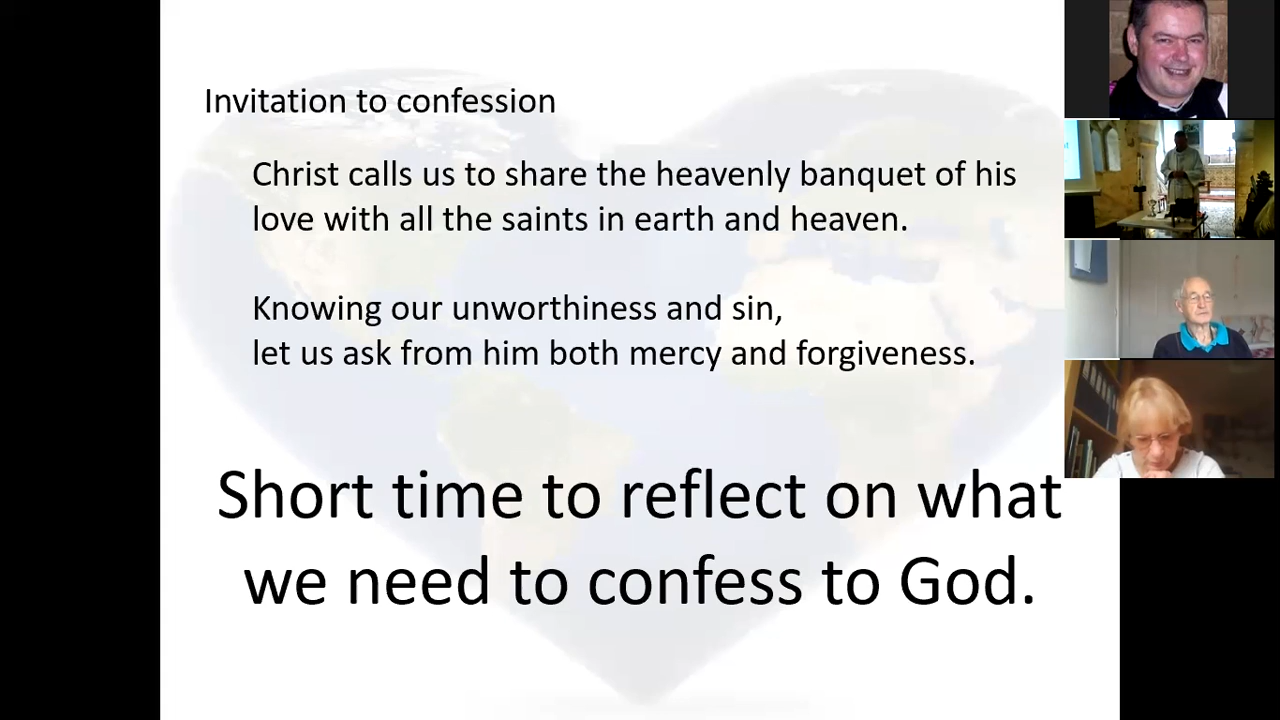 Invitation to confession
Christ calls us to share the heavenly banquet of his
love with all the saints in earth and heaven.
Knowing our unworthiness and sin,
let us ask from him both mercy and forgiveness.
Short time to reflect on what
we need to confess to God.